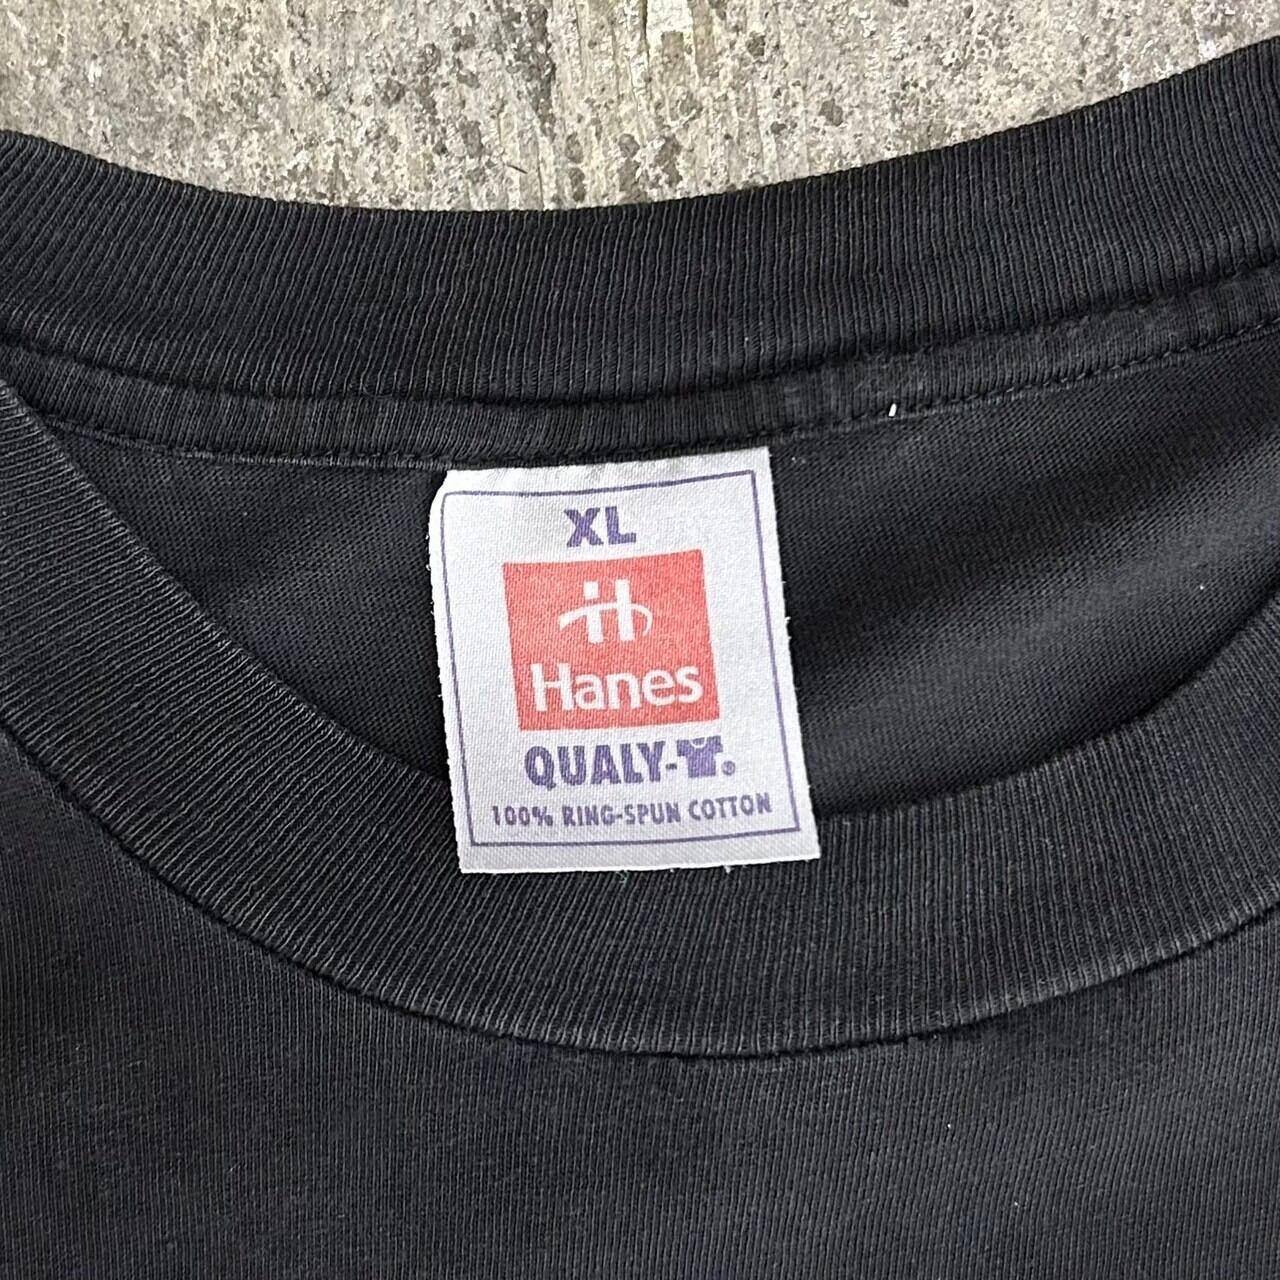 XL
Hanes
QUALY-T®
100% RING-SPUN COTTON